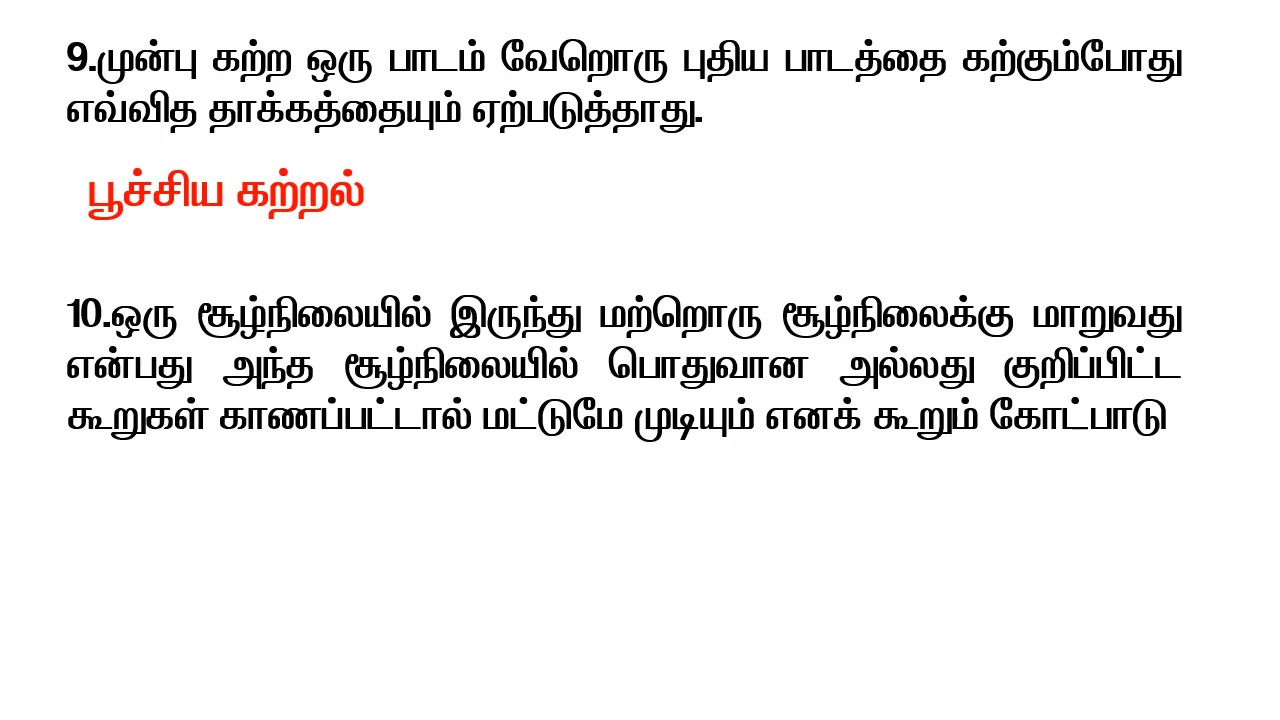 9.முன்பு கற்ற ஒரு பாடம் வேறொரு புதிய பாடத்தை கற்கும்போது
எவ்வித தாக்கத்தையும் ஏற்படுத்தாது.
பூச்சிய கற்றல்
10.ஒரு சூழ்நிலையில் இருந்து மற்றொரு சூழ்நிலைக்கு மாறுவது
என்பது அந்த சூழ்நிலையில் பொதுவான அல்லது குறிப்பிட்ட
கூறுகள் காணப்பட்டால் மட்டுமே முடியும் எனக் கூறும் கோட்பாடு